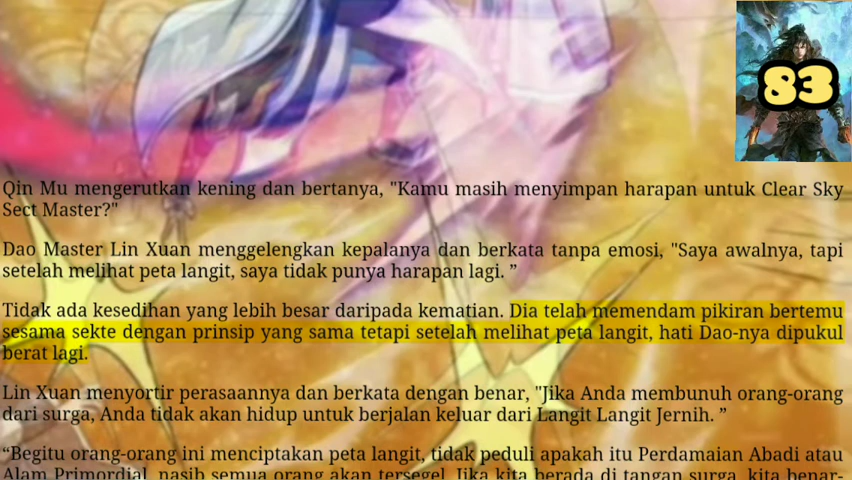 83
Qin Mu mengerutkan kening dan bertanya, "Kamu masih menyimpan harapan untuk Clear Sky
Sect Master?"
Dao Master Lin Xuan menggelengkan kepalanya dan berkata tanpa emosi, "Saya awalnya, tapi
setelah melihat peta langit, saya tidak punya harapan lagi. ”
Tidak ada kesedihan yang lebih besar daripada kematian. Dia telah memendam pikiran bertemu
sesama sekte dengan prinsip yang sama tetapi setelah melihat peta langit, hati Dao-nya dipukul
berat lagi.
Lin Xuan menyortir perasaannya dan berkata dengan benar, "Jika Anda membunuh orang-orang
dari surga, Anda tidak akan hidup untuk berjalan keluar dari Langit Langit Jernih. ”
“Begitu orang-orang ini menciptakan peta langit, tidak peduli apakah itu Perdamaian Abadi atau
Alam Primordial, nasib semua orang akan tersegel. Jika kita berada di tangan surga, kita benar-